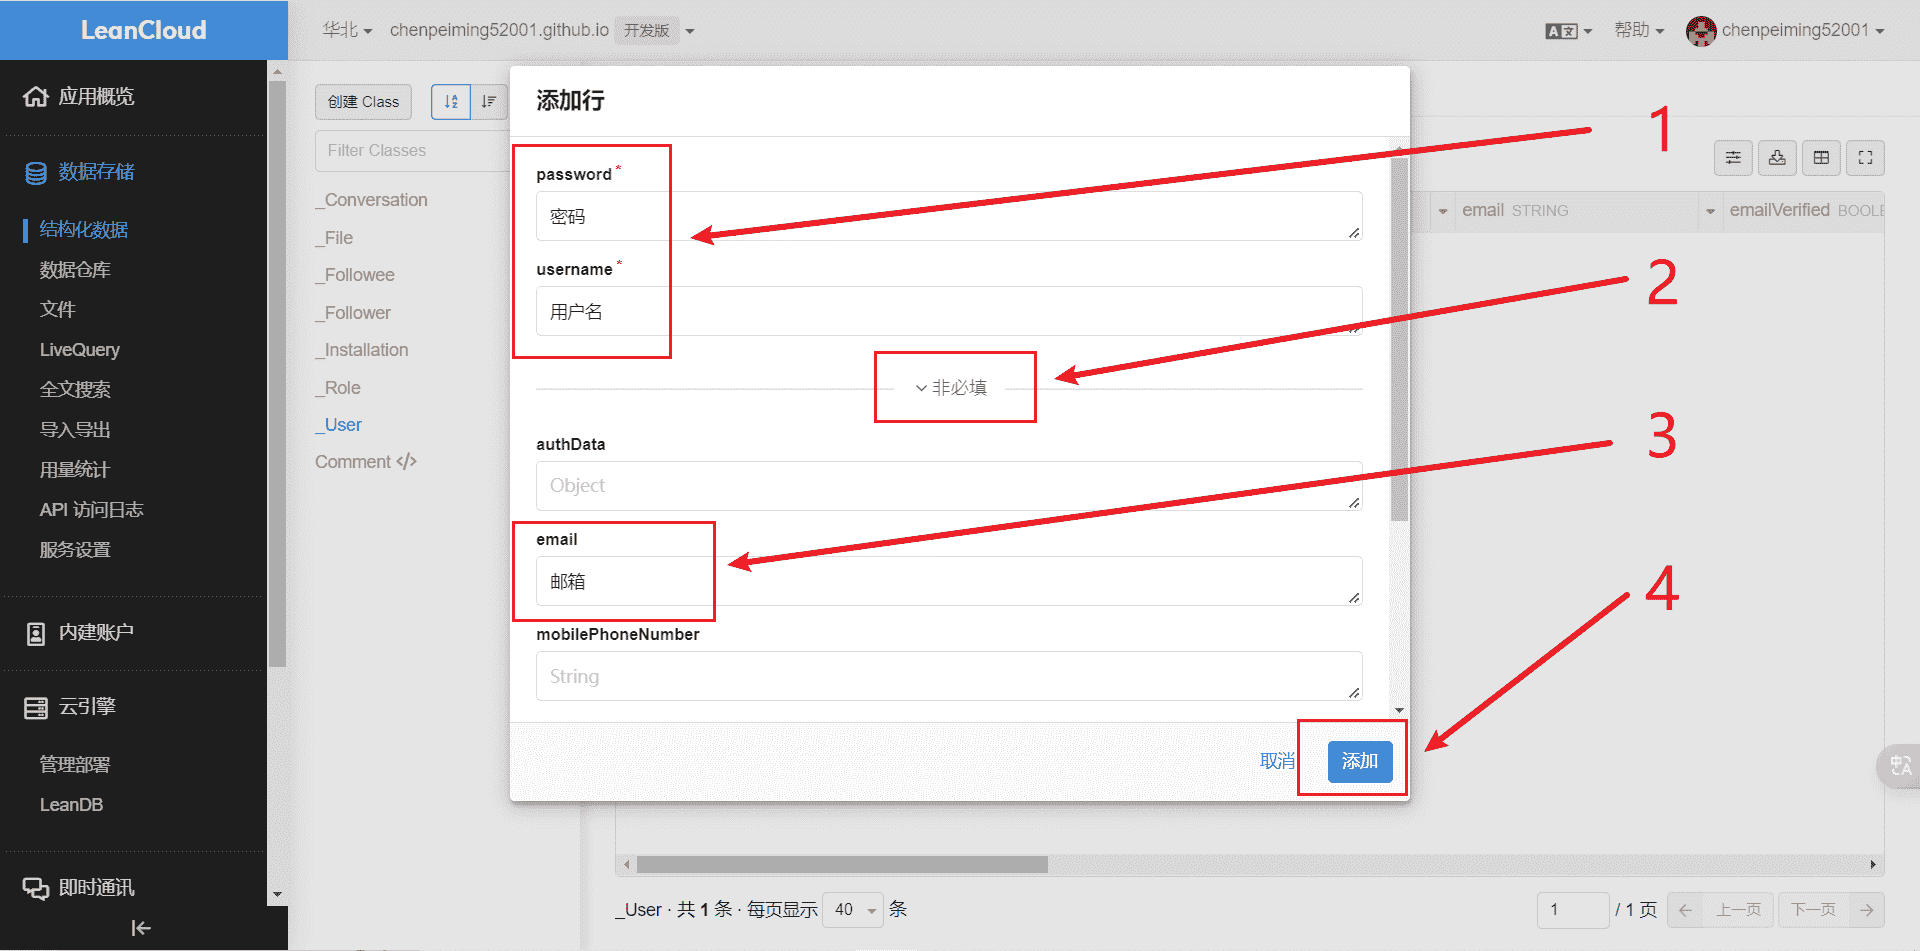 LeanCloud
华北
chenpeiming52001.github.io
开发版
帮助
chenpeiming52001
应用概览
数据存储
结构化数据
数据仓库
文件
LiveQuery
全文搜索
导入导出
用量统计
API 访问日志
服务设置
内建账户
云引擎
管理部署
LeanDB
即时通讯
创建 Class
Filter Classes
_Conversation
_File
_Followee
_Follower
_Installation
_Role
_User
Comment </>
添加行
password *
密码
username *
用户名
非必填
authData
Object
email
邮箱
mobilePhoneNumber
String
取消
添加
1
2
3
4
email STRING
emailVerified BOOLE
_User · 共 1 条 · 每页显示 40 条
1 / 1 页
上一页
下一页